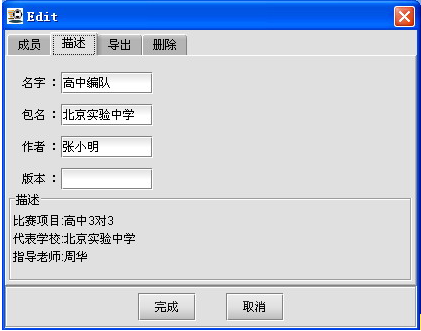 Edit
成员 描述 导出 删除
名字 : 高中编队
包名 : 北京实验中学
作者 : 张小明
版本 :
描述
比赛项目:高中3对3
代表学校:北京实验中学
指导老师:周华
完成 取消